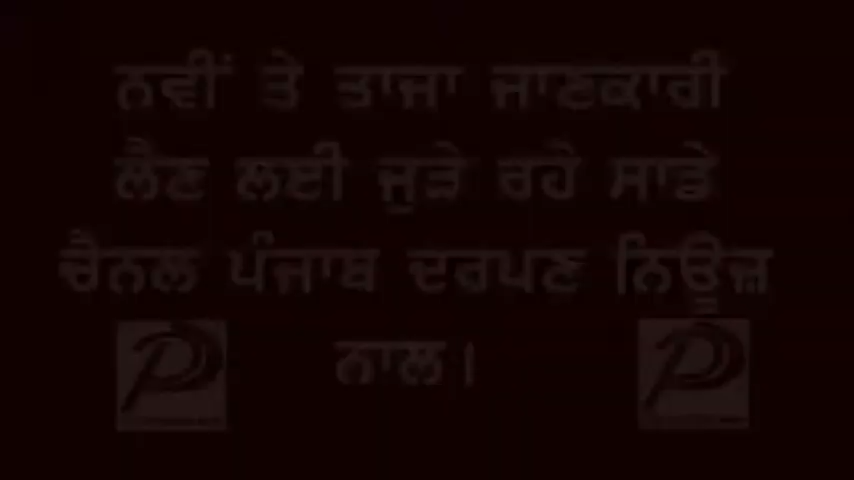 ਨਵੀਂ ਤੇ ਤਾਜਾ ਜਾਣਕਾਰੀ
ਲੈਣ ਲਈ ਜੁੜੇ ਰਹੇ ਸਾਡੇ
ਚੈਨਲ ਪੰਜਾਬ ਦਰਪਣ ਨਿਊਜ਼
ਨਾਲ।